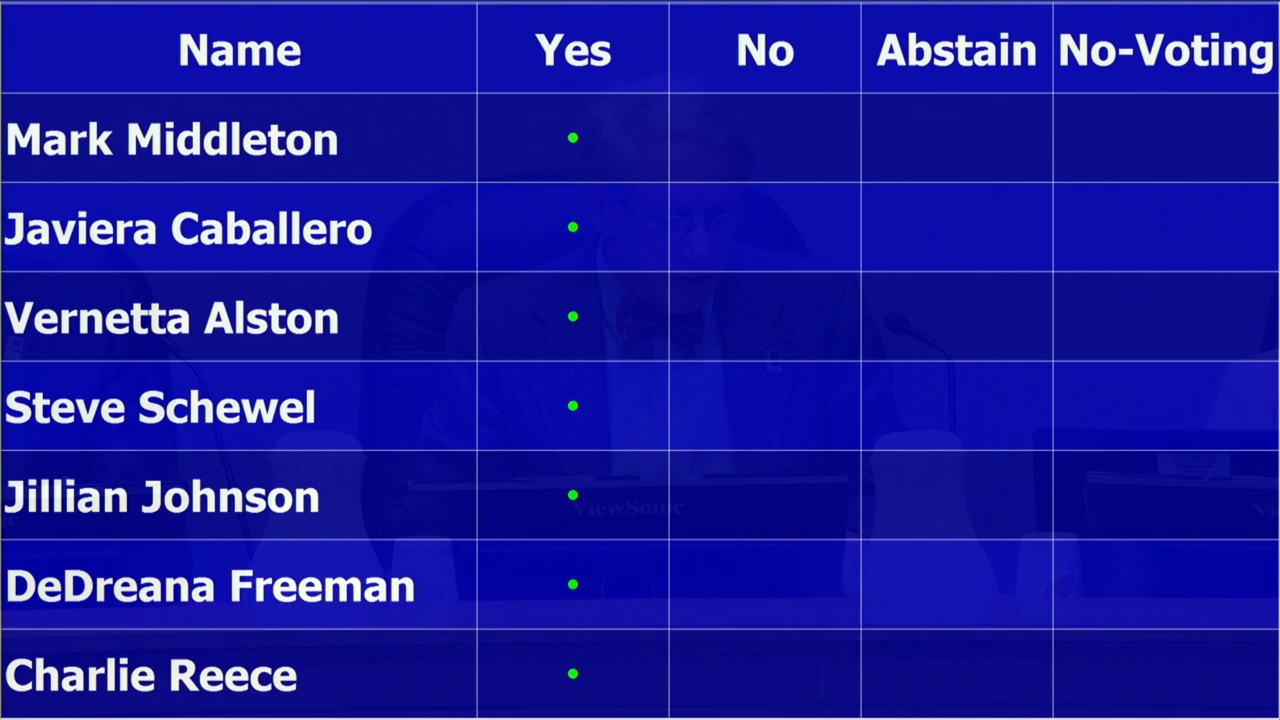 Name Yes No Abstain No-Voting
Mark Middleton
Javiera Caballero
Vernetta Alston
Steve Schewel
Jillian Johnson
ViewSonic
DeDreana Freeman
Charlie Reece